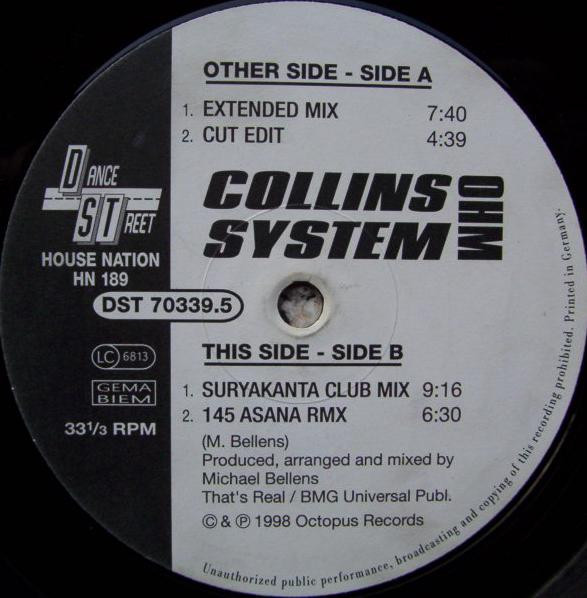 OTHER SIDE - SIDE A
1. EXTENDED MIX 7:40
2. CUT EDIT 4:39
COLLINS
SYSTEM
OHM
DANCE
STREET
HOUSE NATION
HN 189
DST 70339.5
LC 6813
GEMA
BIEM
33 1/3 RPM
THIS SIDE - SIDE B
1. SURYAKANTA CLUB MIX 9:16
2. 145 ASANA RMX 6:30
(M. Bellens)
Produced, arranged and mixed by
Michael Bellens
That's Real / BMG Universal Publ.
© & ℗ 1998 Octopus Records
Unauthorized public performance, broadcasting and copying of this recording prohibited. Printed in Germany.